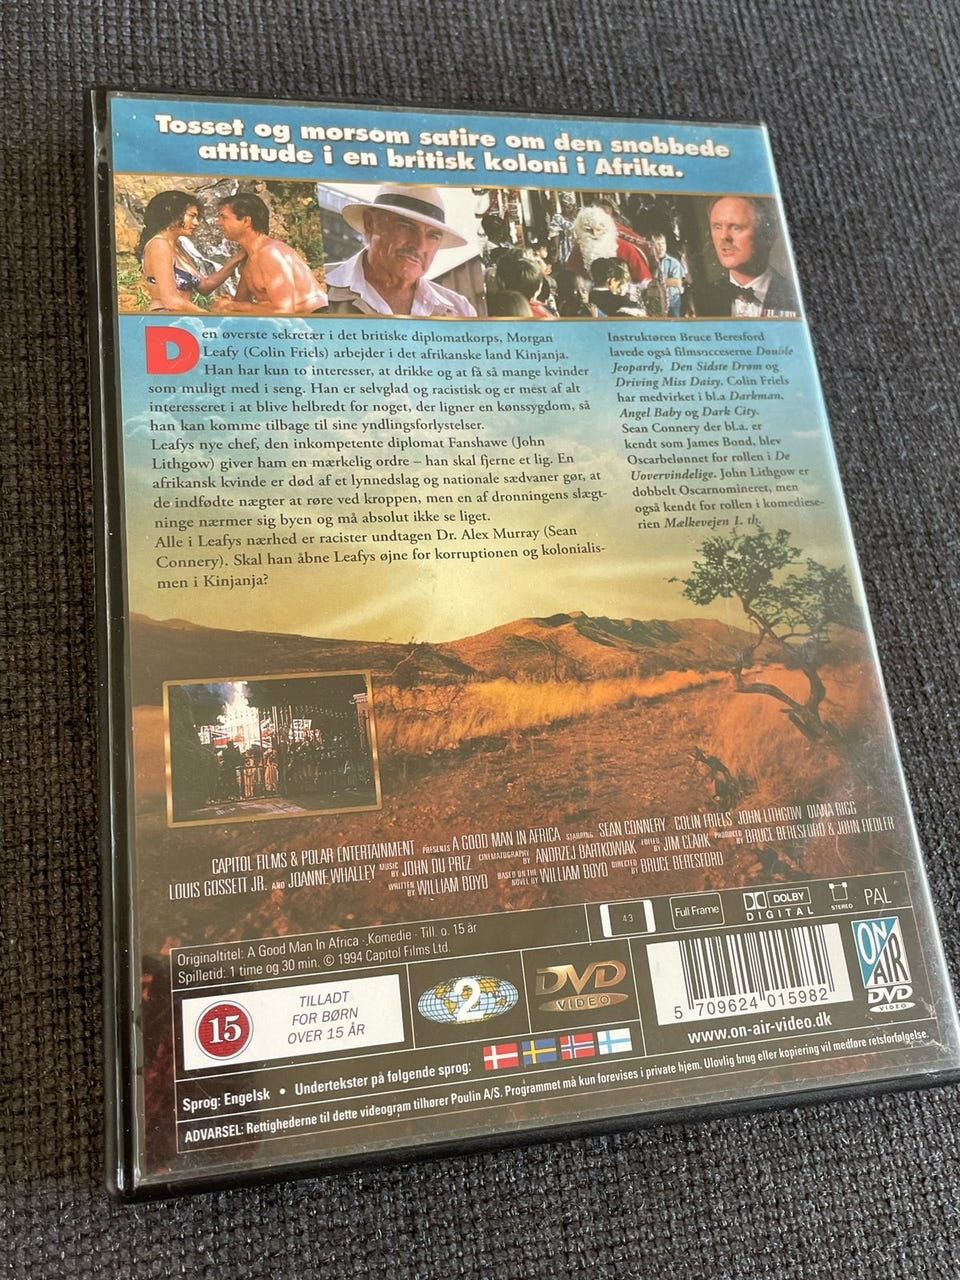 Tosset og morsom satire om den snobbede
attitude i en britisk koloni i Afrika.
Den øverste sekretær i det britiske diplomatkorps, Morgan
Leafy (Colin Friels) arbejder i det afrikanske land Kinjanja.
Han har kun to interesser, at drikke og at få så mange kvinder
som muligt med i seng. Han er selvglad og racistisk og er mest af alt
interesseret i at blive helbredt for noget, der ligner en kønssygdom, så
han kan komme tilbage til sine yndlingsforlystelser.
Leafys nye chef, den inkompetente diplomat Fanshawe (John
Lithgow) giver ham en mærkelig ordre – han skal fjerne et lig. En
afrikansk kvinde er død af et lynnedslag og nationale sædvaner gør, at
de indfødte nægter at røre ved kroppen, men en af dronningens slægt-
ninge nærmer sig byen og må absolut ikke se liget.
Alle i Leafys nærhed er racister undtagen Dr. Alex Murray (Sean
Connery). Skal han åbne Leafys øjne for korruptionen og kolonialis-
men i Kinjanja?
Instruktøren Bruce Beresford
lavede også filmsucceserne Double
Jeopardy, Den Sidste Drøm og
Driving Miss Daisy. Colin Friels
har medvirket i bl.a Darkman,
Angel Baby og Dark City.
Sean Connery der bl.a. er
kendt som James Bond, blev
Oscarbelønnet for rollen i De
Uovervindelige. John Lithgow er
dobbelt Oscarnomineret, men
også kendt for rollen i komediese-
rien Mælkevejen 1. th.
CAPITOL FILMS & POLAR ENTERTAINMENT PRESENTS A GOOD MAN IN AFRICA STARRING SEAN CONNERY COLIN FRIELS JOHN LITHGOW DIANA RIGG
LOUIS GOSSETT JR. AND JOANNE WHALLEY MUSIC BY JOHN DU PREZ CINEMATOGRAPHY BY ANDRZEJ BARTKOWIAK EDITED BY JIM CLARK PRODUCED BY BRUCE BERESFORD & JOHN FIEDLER
WRITTEN BY WILLIAM BOYD BASED ON THE NOVEL BY WILLIAM BOYD DIRECTED BY BRUCE BERESFORD
Originaltitel: A Good Man In Africa · Komedie · Till. o. 15 år
Spilletid: 1 time og 30 min. © 1994 Capitol Films Ltd.
4:3
Full Frame
DOLBY
DIGITAL
STEREO
PAL
15
TILLADT
FOR BØRN
OVER 15 ÅR
2
DVD
VIDEO
5 709624 015982
www.on-air-video.dk
ON
AIR
DVD
VIDEO
Sprog: Engelsk • Undertekster på følgende sprog:
ADVARSEL: Rettighederne til dette videogram tilhører Poulin A/S. Programmet må kun forevises i private hjem. Ulovlig brug eller kopiering vil medføre retsforfølgelse.